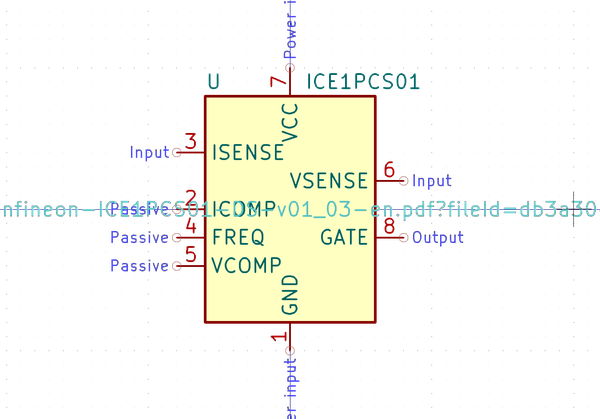 Power i
U ICE1PCS01
7
VCC
Input 3 ISENSE
VSENSE 6 Input
Passive 2 ICOMP
nfineon-ICE1PCS01-DS-v01_03-en.pdf?fileId=db3a30
Passive 4 FREQ
GATE 8 Output
Passive 5 VCOMP
GND
1
er input